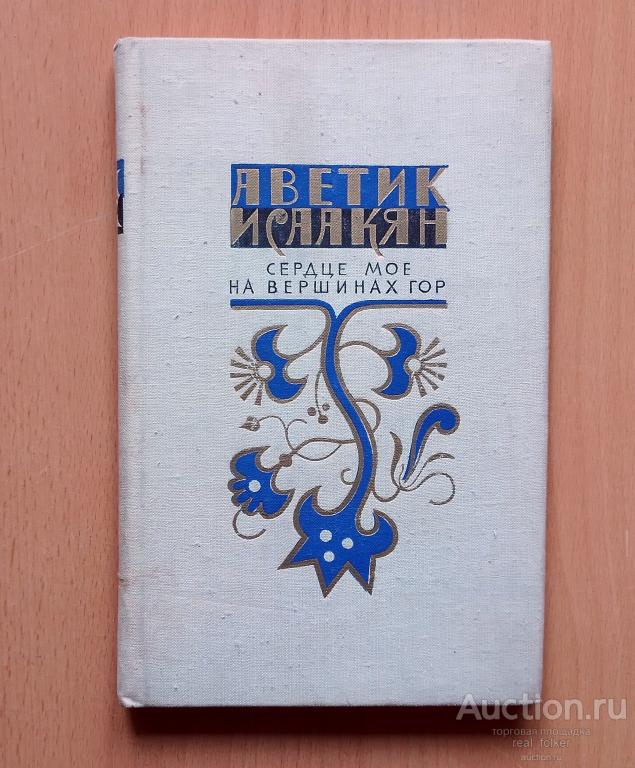 АВЕТИК
ИСААКЯН
СЕРДЦЕ МОЕ
НА ВЕРШИНАХ ГОР
Auction.ru
торговая площадка
real_folker
auction.ru